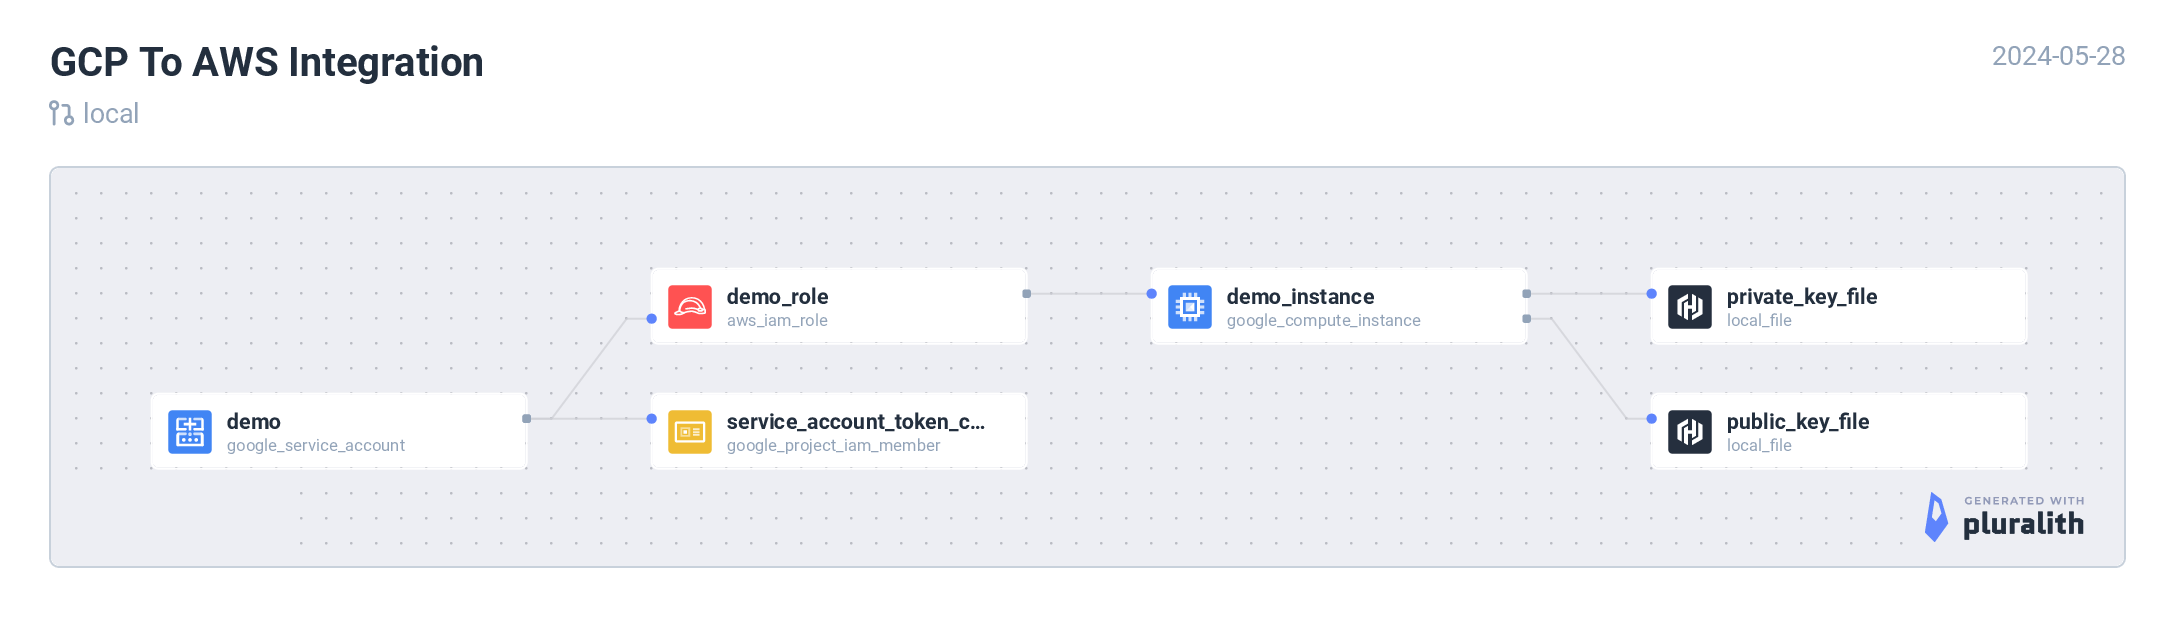 GCP To AWS Integration
2024-05-28
local
demo_role
aws_iam_role
demo_instance
google_compute_instance
private_key_file
local_file
demo
google_service_account
service_account_token_c...
google_project_iam_member
public_key_file
local_file
GENERATED WITH
pluralith